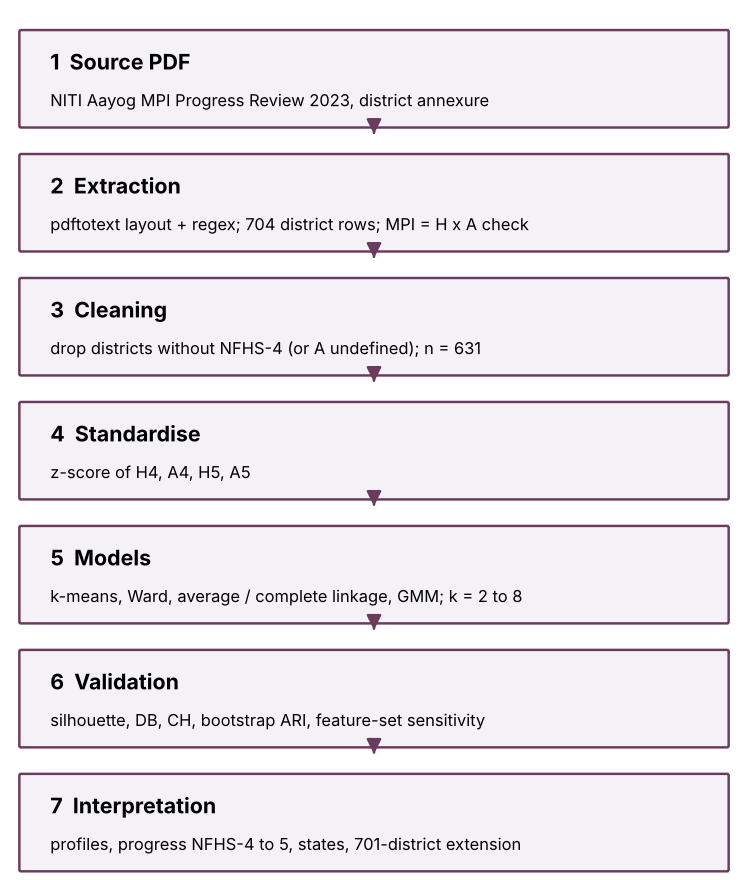 1 Source PDF
NITI Aayog MPI Progress Review 2023, district annexure
2 Extraction
pdftotext layout + regex; 704 district rows; MPI = H x A check
3 Cleaning
drop districts without NFHS-4 (or A undefined); n = 631
4 Standardise
z-score of H4, A4, H5, A5
5 Models
k-means, Ward, average / complete linkage, GMM; k = 2 to 8
6 Validation
silhouette, DB, CH, bootstrap ARI, feature-set sensitivity
7 Interpretation
profiles, progress NFHS-4 to 5, states, 701-district extension